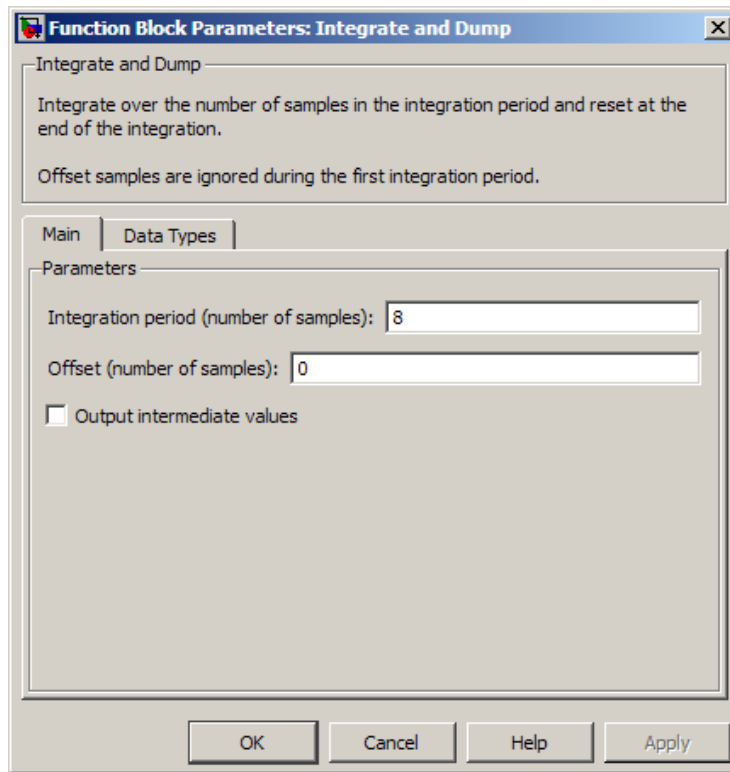 Function Block Parameters: Integrate and Dump
Integrate and Dump
Integrate over the number of samples in the integration period and reset at the
end of the integration.
Offset samples are ignored during the first integration period.
Main Data Types
Parameters
Integration period (number of samples): 8
Offset (number of samples): 0
Output intermediate values
OK Cancel Help Apply